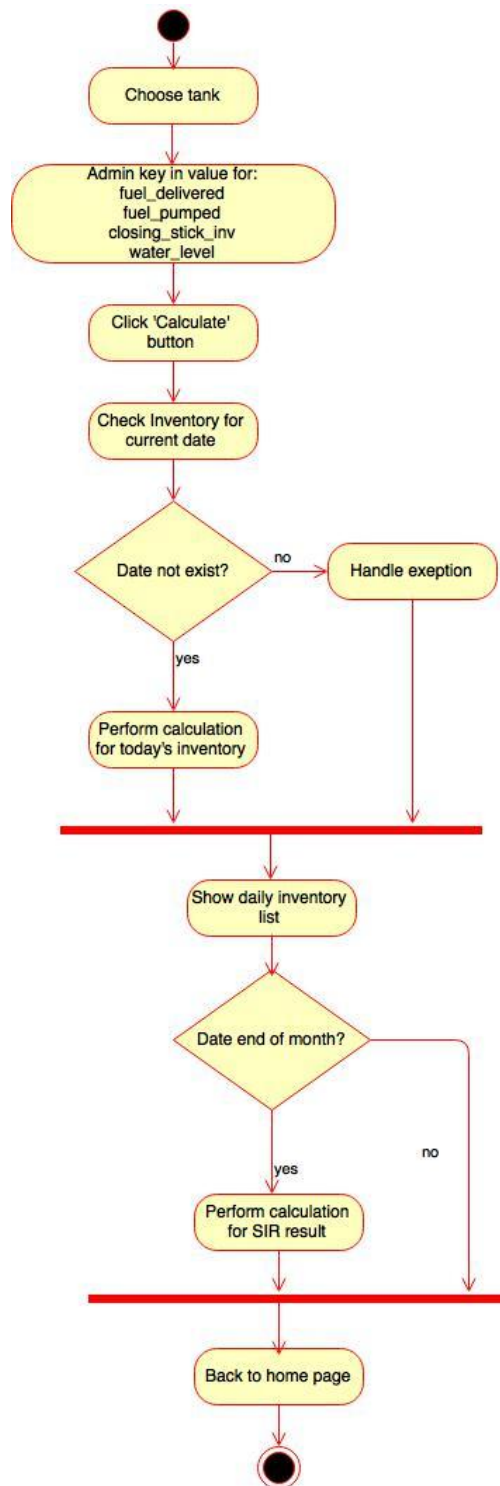 Choose tank
Admin key in value for:
fuel_delivered
fuel_pumped
closing_stick_inv
water_level
Click 'Calculate'
button
Check Inventory for
current date
Date not exist?
no
Handle exeption
yes
Perform calculation
for today's inventory
Show daily inventory
list
Date end of month?
no
yes
Perform calculation
for SIR result
Back to home page